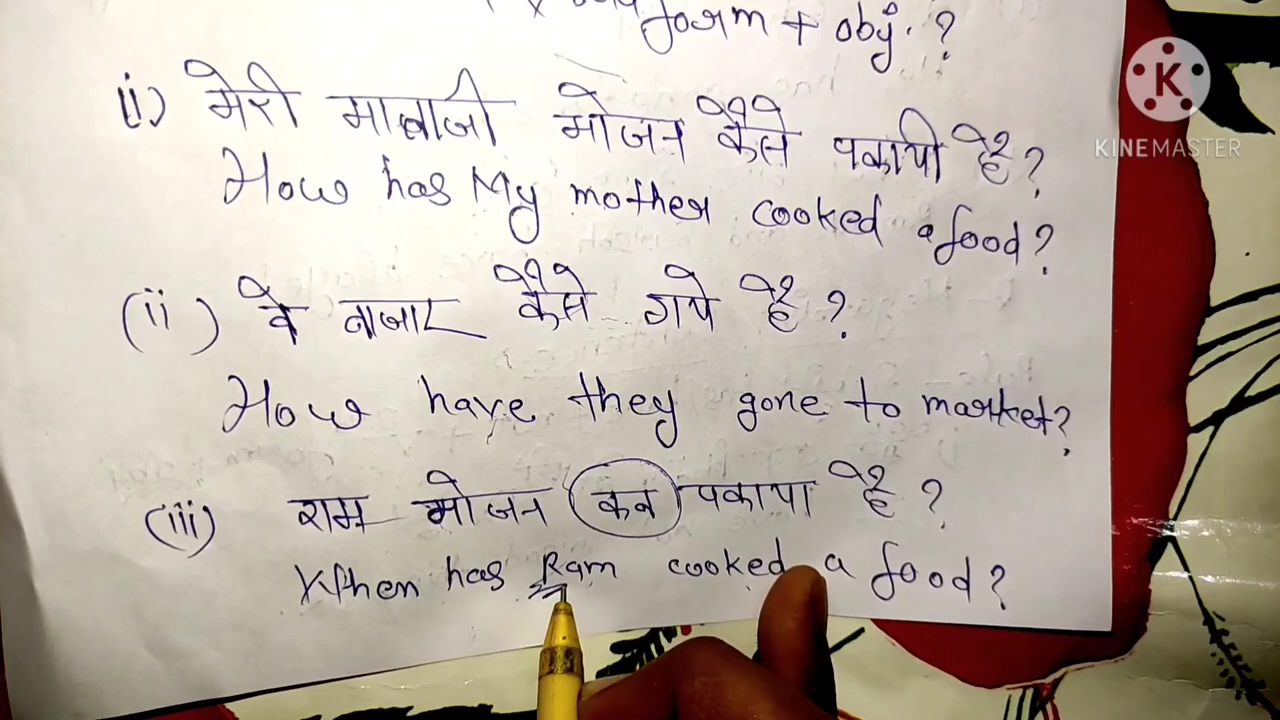 form + obj. ?
K
KINEMASTER
ii) मेरी माताजी भोजन कैसे पकायी है ?
How has My mother cooked a food ?
(ii) वे बाजार कैसे गये है ?
How have they gone to market ?
(iii) राम भोजन कब पकाया है ?
When has Ram cooked a food ?